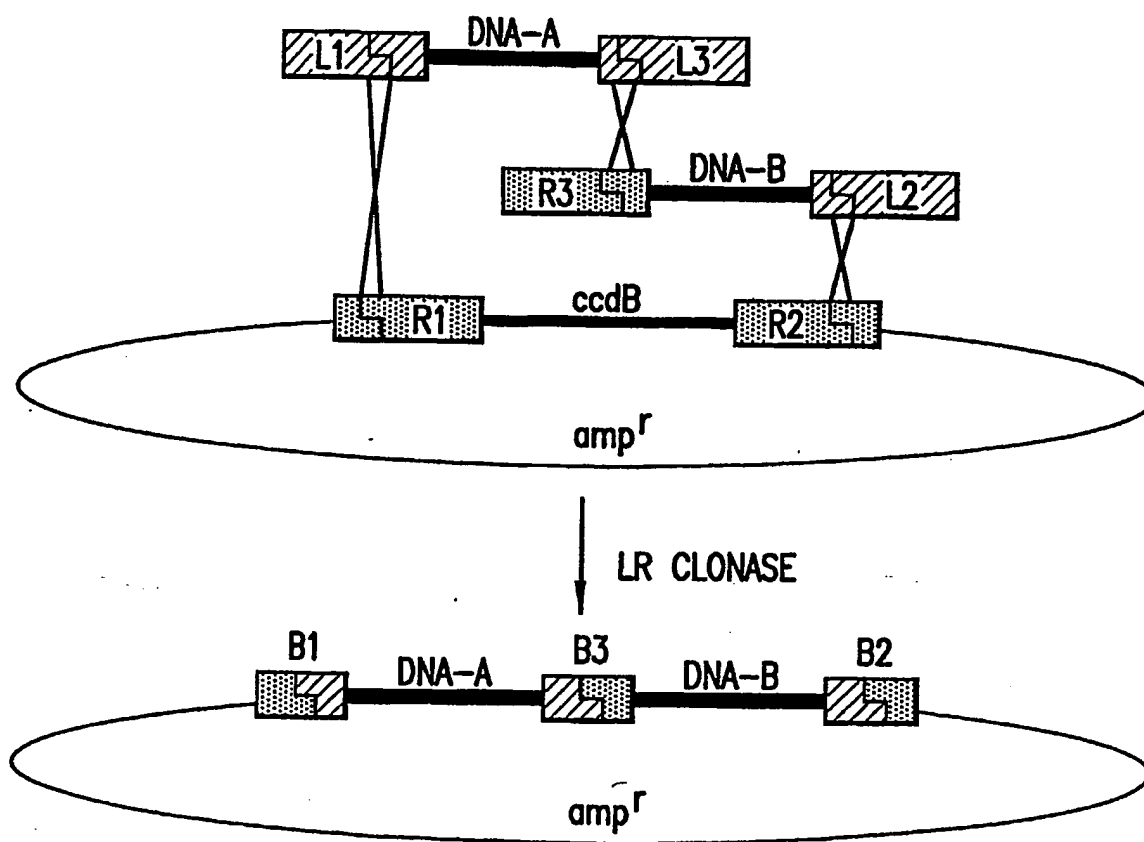 DNA-A
L1 L3
DNA-B
R3 L2
ccdB
R1 R2
amp^r
LR CLONASE
B1 B3 B2
DNA-A DNA-B
amp^r